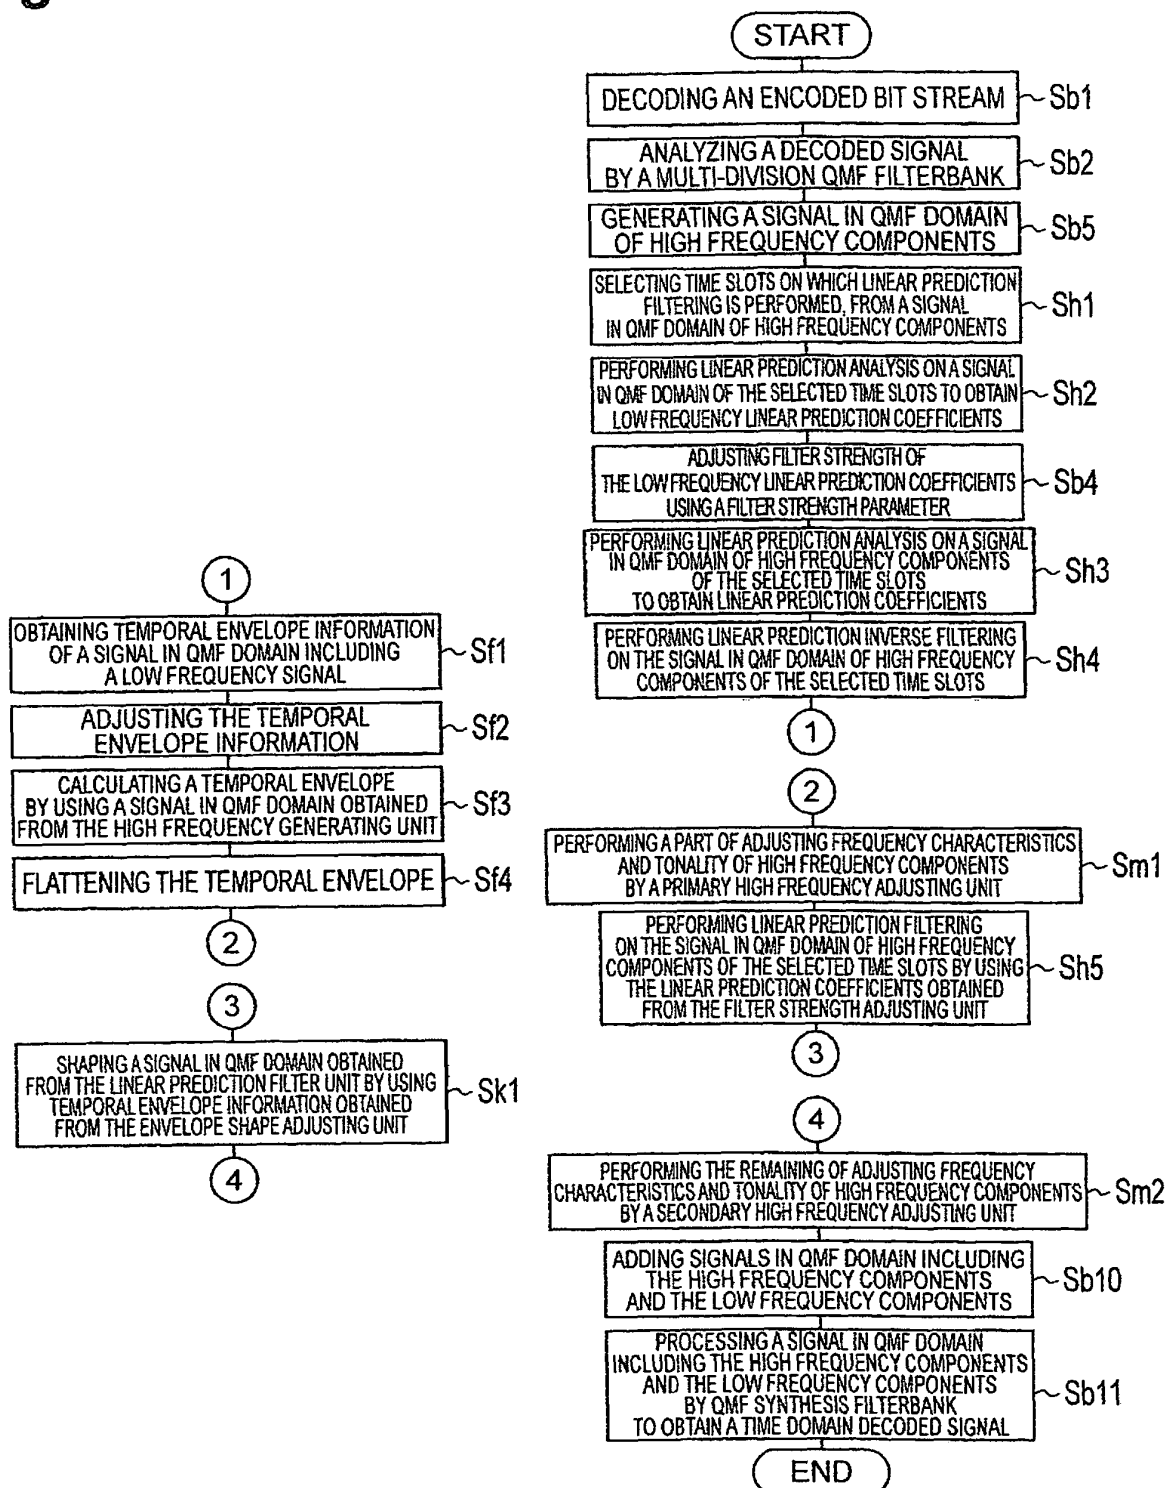 START
DECODING AN ENCODED BIT STREAM
Sb1
ANALYZING A DECODED SIGNAL
BY A MULTI-DIVISION QMF FILTERBANK
Sb2
GENERATING A SIGNAL IN QMF DOMAIN
OF HIGH FREQUENCY COMPONENTS
Sb5
SELECTING TIME SLOTS ON WHICH LINEAR PREDICTION
FILTERING IS PERFORMED, FROM A SIGNAL
IN QMF DOMAIN OF HIGH FREQUENCY COMPONENTS
Sh1
PERFORMING LINEAR PREDICTION ANALYSIS ON A SIGNAL
IN QMF DOMAIN OF THE SELECTED TIME SLOTS TO OBTAIN
LOW FREQUENCY LINEAR PREDICTION COEFFICIENTS
Sh2
ADJUSTING FILTER STRENGTH OF
THE LOW FREQUENCY LINEAR PREDICTION COEFFICIENTS
USING A FILTER STRENGTH PARAMETER
Sb4
PERFORMING LINEAR PREDICTION ANALYSIS ON A SIGNAL
IN QMF DOMAIN OF HIGH FREQUENCY COMPONENTS
OF THE SELECTED TIME SLOTS
TO OBTAIN LINEAR PREDICTION COEFFICIENTS
Sh3
PERFORMNG LINEAR PREDICTION INVERSE FILTERING
ON THE SIGNAL IN QMF DOMAIN OF HIGH FREQUENCY
COMPONENTS OF THE SELECTED TIME SLOTS
Sh4
1
1
OBTAINING TEMPORAL ENVELOPE INFORMATION
OF A SIGNAL IN QMF DOMAIN INCLUDING
A LOW FREQUENCY SIGNAL
Sf1
ADJUSTING THE TEMPORAL
ENVELOPE INFORMATION
Sf2
CALCULATING A TEMPORAL ENVELOPE
BY USING A SIGNAL IN QMF DOMAIN OBTAINED
FROM THE HIGH FREQUENCY GENERATING UNIT
Sf3
FLATTENING THE TEMPORAL ENVELOPE
Sf4
2
2
PERFORMING A PART OF ADJUSTING FREQUENCY CHARACTERISTICS
AND TONALITY OF HIGH FREQUENCY COMPONENTS
BY A PRIMARY HIGH FREQUENCY ADJUSTING UNIT
Sm1
PERFORMING LINEAR PREDICTION FILTERING
ON THE SIGNAL IN QMF DOMAIN OF HIGH FREQUENCY
COMPONENTS OF THE SELECTED TIME SLOTS BY USING
THE LINEAR PREDICTION COEFFICIENTS OBTAINED
FROM THE FILTER STRENGTH ADJUSTING UNIT
Sh5
3
3
SHAPING A SIGNAL IN QMF DOMAIN OBTAINED
FROM THE LINEAR PREDICTION FILTER UNIT BY USING
TEMPORAL ENVELOPE INFORMATION OBTAINED
FROM THE ENVELOPE SHAPE ADJUSTING UNIT
Sk1
4
4
PERFORMING THE REMAINING OF ADJUSTING FREQUENCY
CHARACTERISTICS AND TONALITY OF HIGH FREQUENCY COMPONENTS
BY A SECONDARY HIGH FREQUENCY ADJUSTING UNIT
Sm2
ADDING SIGNALS IN QMF DOMAIN INCLUDING
THE HIGH FREQUENCY COMPONENTS
AND THE LOW FREQUENCY COMPONENTS
Sb10
PROCESSING A SIGNAL IN QMF DOMAIN
INCLUDING THE HIGH FREQUENCY COMPONENTS
AND THE LOW FREQUENCY COMPONENTS
BY QMF SYNTHESIS FILTERBANK
TO OBTAIN A TIME DOMAIN DECODED SIGNAL
Sb11
END